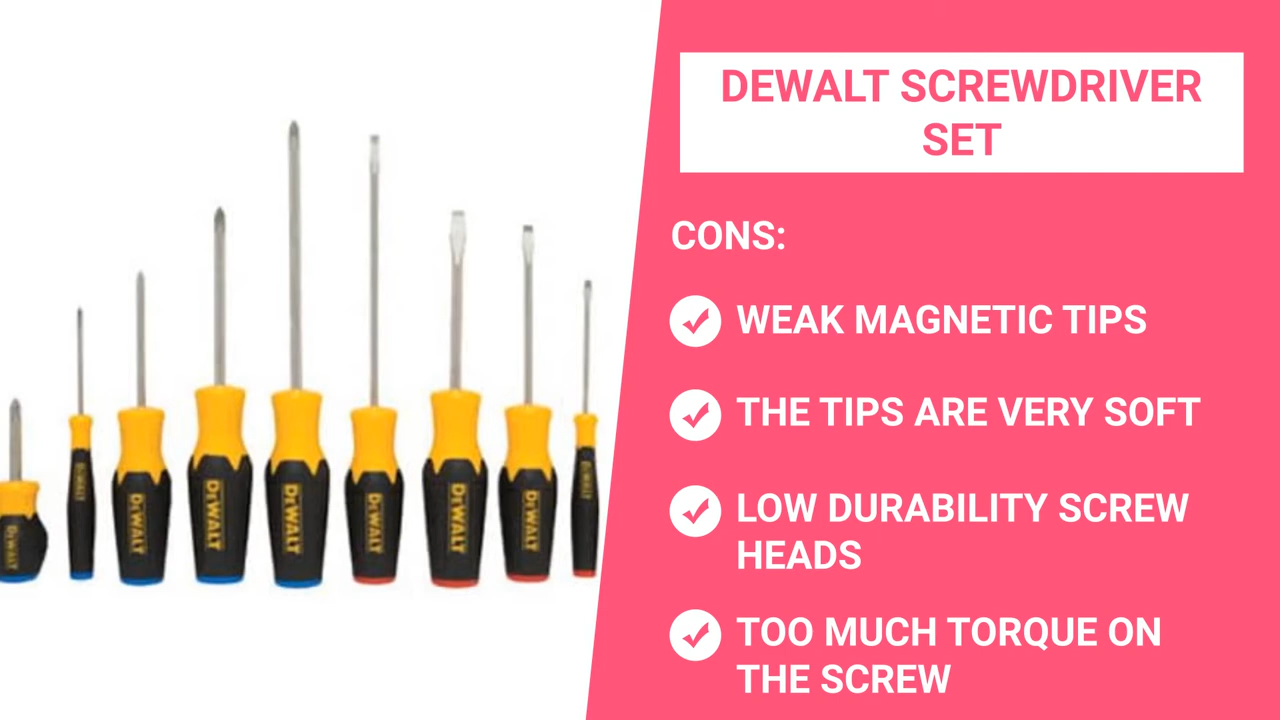 DEWALT SCREWDRIVER
SET
CONS:
WEAK MAGNETIC TIPS
THE TIPS ARE VERY SOFT
LOW DURABILITY SCREW
HEADS
TOO MUCH TORQUE ON
THE SCREW
DEWALT
DEWALT
DEWALT
DEWALT
DEWALT
DEWALT
DEWALT
DEWALT
DEWALT